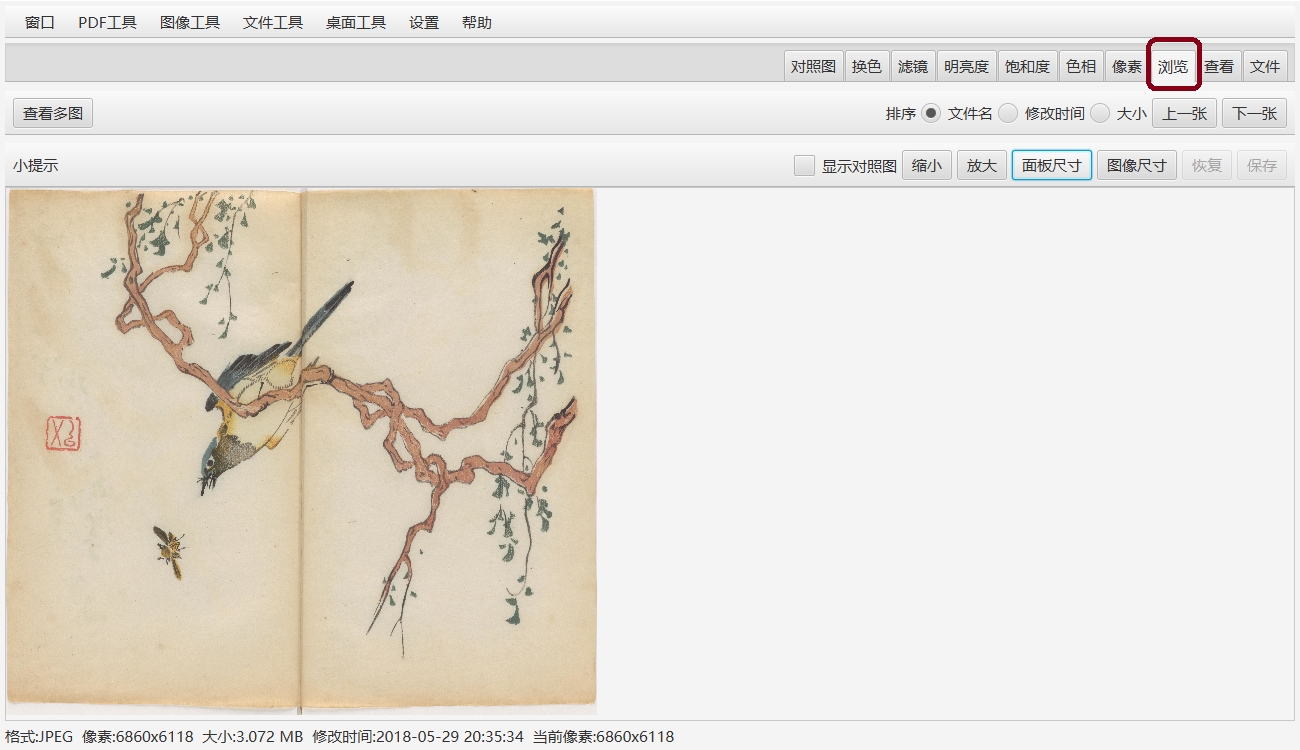 窗口 PDF工具 图像工具 文件工具 桌面工具 设置 帮助
对照图 换色 滤镜 明亮度 饱和度 色相 像素 浏览 查看 文件
查看多图 排序 文件名 修改时间 大小 上一张 下一张
小提示 显示对照图 缩小 放大 面板尺寸 图像尺寸 恢复 保存
格式:JPEG 像素:6860x6118 大小:3.072 MB 修改时间:2018-05-29 20:35:34 当前像素:6860x6118